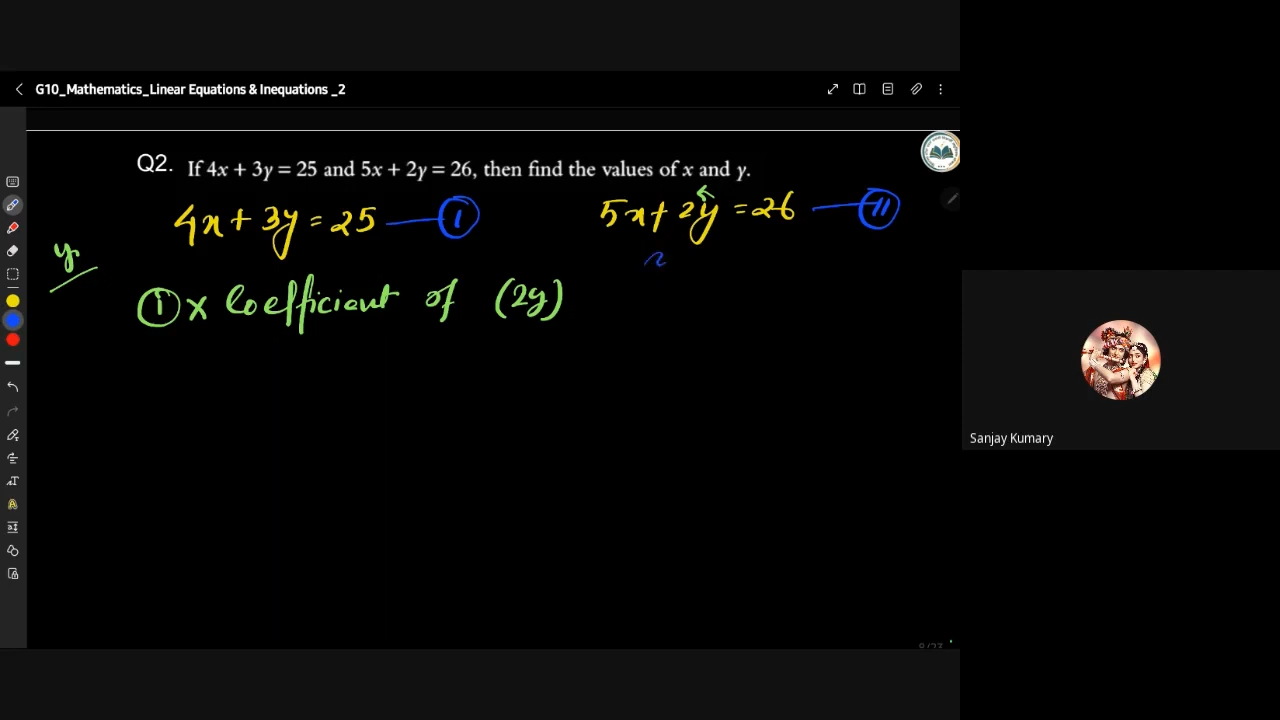 G10_Mathematics_Linear Equations & Inequations _2
Q2. If 4x + 3y = 25 and 5x + 2y = 26, then find the values of x and y.
4x + 3y = 25 — I
5x + 2y = 26 — II
y
I x Coefficient of (2y)
Sanjay Kumary